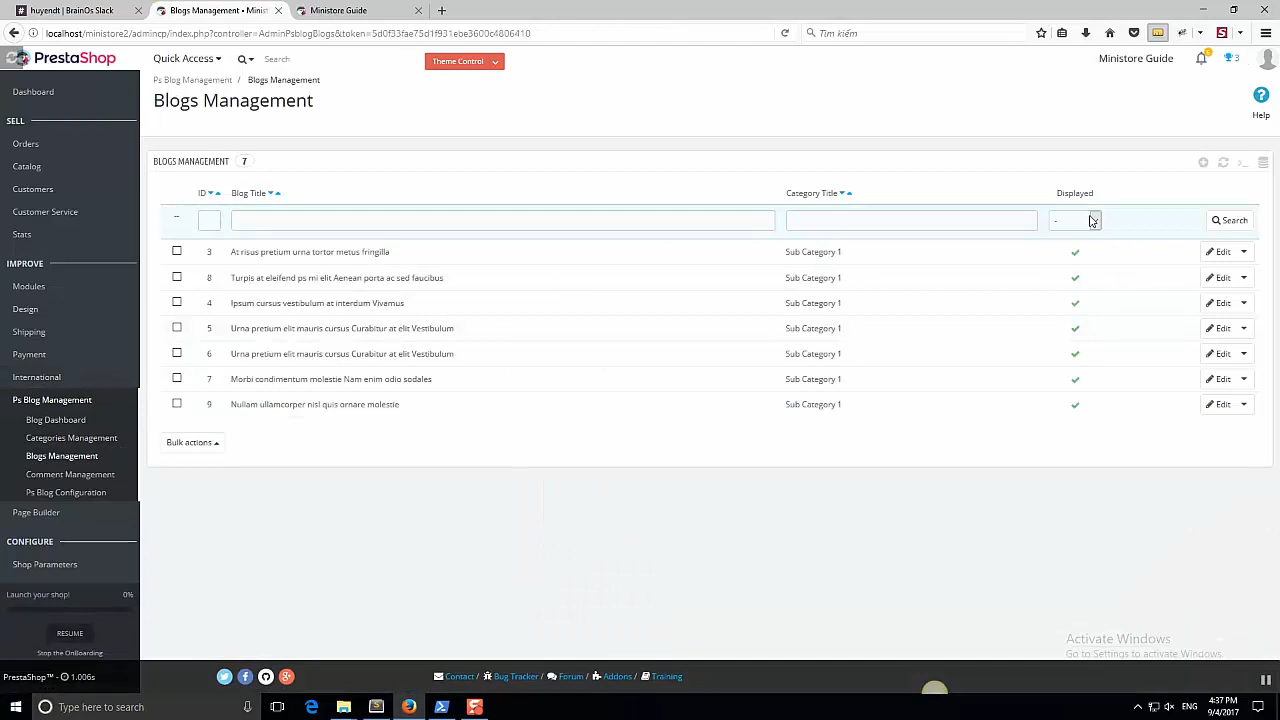 huyendt | BrainOs Slack
Blogs Management • Minist
Ministore Guide
localhost/ministore2/admincp/index.php?controller=AdminPsblogBlogs&token=5d0f33fae75d1f931ebe3600c4806410
Tìm kiếm
PrestaShop
Quick Access
Search
Theme Control
Ministore Guide
6
3
Ps Blog Management / Blogs Management
Blogs Management
Help
Dashboard
SELL
Orders
Catalog
Customers
Customer Service
Stats
IMPROVE
Modules
Design
Shipping
Payment
International
Ps Blog Management
Blog Dashboard
Categories Management
Blogs Management
Comment Management
Ps Blog Configuration
Page Builder
CONFIGURE
Shop Parameters
Launch your shop! 0%
RESUME
Stop the OnBoarding
PrestaShop™ - 1.006s
BLOGS MANAGEMENT 7
ID Blog Title Category Title Displayed
-- - Search
3 At risus pretium urna tortor metus fringilla Sub Category 1 Edit
8 Turpis at eleifend ps mi elit Aenean porta ac sed faucibus Sub Category 1 Edit
4 Ipsum cursus vestibulum at interdum Vivamus Sub Category 1 Edit
5 Urna pretium elit mauris cursus Curabitur at elit Vestibulum Sub Category 1 Edit
6 Urna pretium elit mauris cursus Curabitur at elit Vestibulum Sub Category 1 Edit
7 Morbi condimentum molestie Nam enim odio sodales Sub Category 1 Edit
9 Nullam ullamcorper nisl quis ornare molestie Sub Category 1 Edit
Bulk actions
Activate Windows
Go to Settings to activate Windows.
Contact / Bug Tracker / Forum / Addons / Training
Type here to search
ENG
4:37 PM
9/4/2017